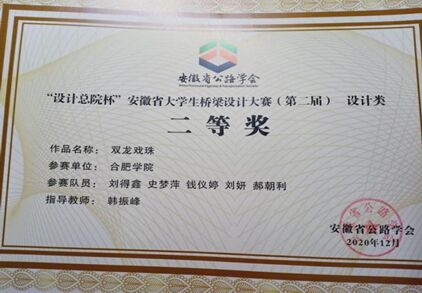 安徽省公路学会
“设计总院杯”安徽省大学生桥梁设计大赛（第二届） 设计类
二等奖
作品名称： 双龙戏珠
参赛单位： 合肥学院
参赛队员： 刘得鑫 史梦萍 钱仪婷 刘妍 郝朝利
指导教师： 韩振峰
安徽省公路学会
2020年12月